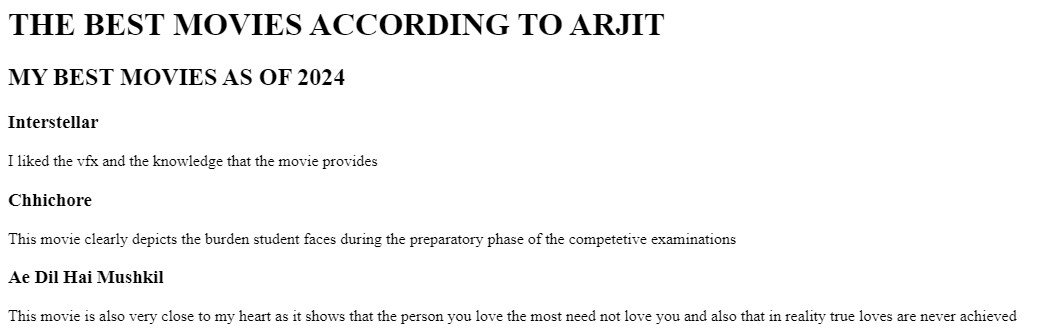 THE BEST MOVIES ACCORDING TO ARJIT
MY BEST MOVIES AS OF 2024
Interstellar
I liked the vfx and the knowledge that the movie provides
Chhichore
This movie clearly depicts the burden student faces during the preparatory phase of the competetive examinations
Ae Dil Hai Mushkil
This movie is also very close to my heart as it shows that the person you love the most need not love you and also that in reality true loves are never achieved